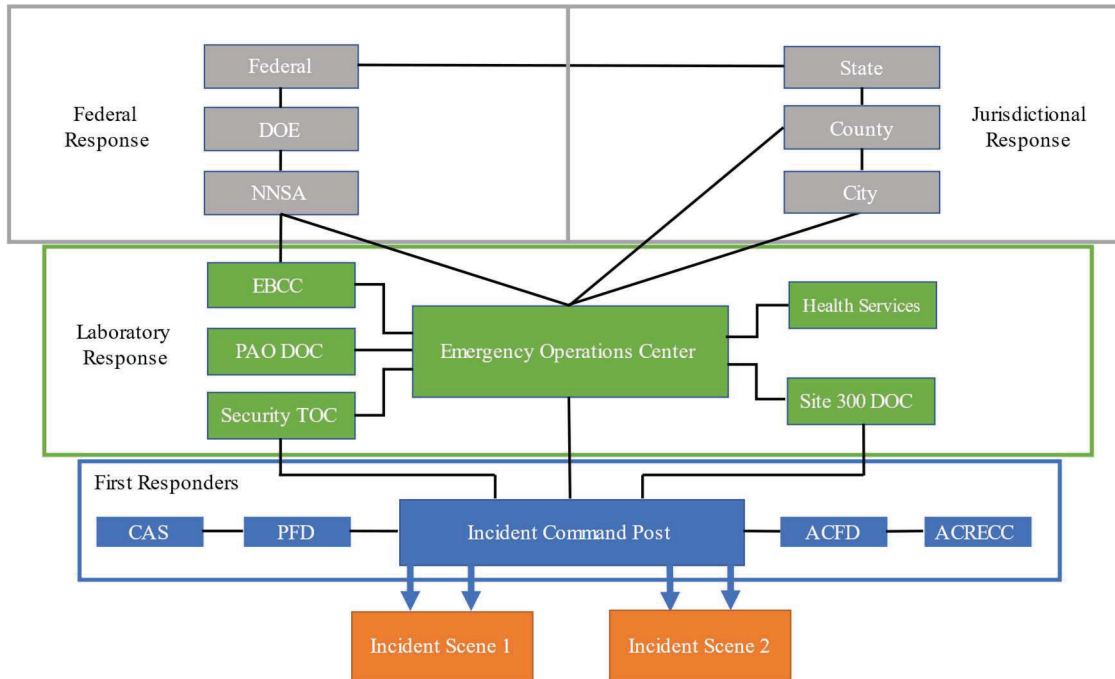 Federal
State
Federal
Response
DOE
County
Jurisdictional
Response
NNSA
City
EBCC
Health Services
Laboratory
Response
PAO DOC
Emergency Operations Center
Security TOC
Site 300 DOC
First Responders
CAS
PFD
Incident Command Post
ACFD
ACRECC
Incident Scene 1
Incident Scene 2